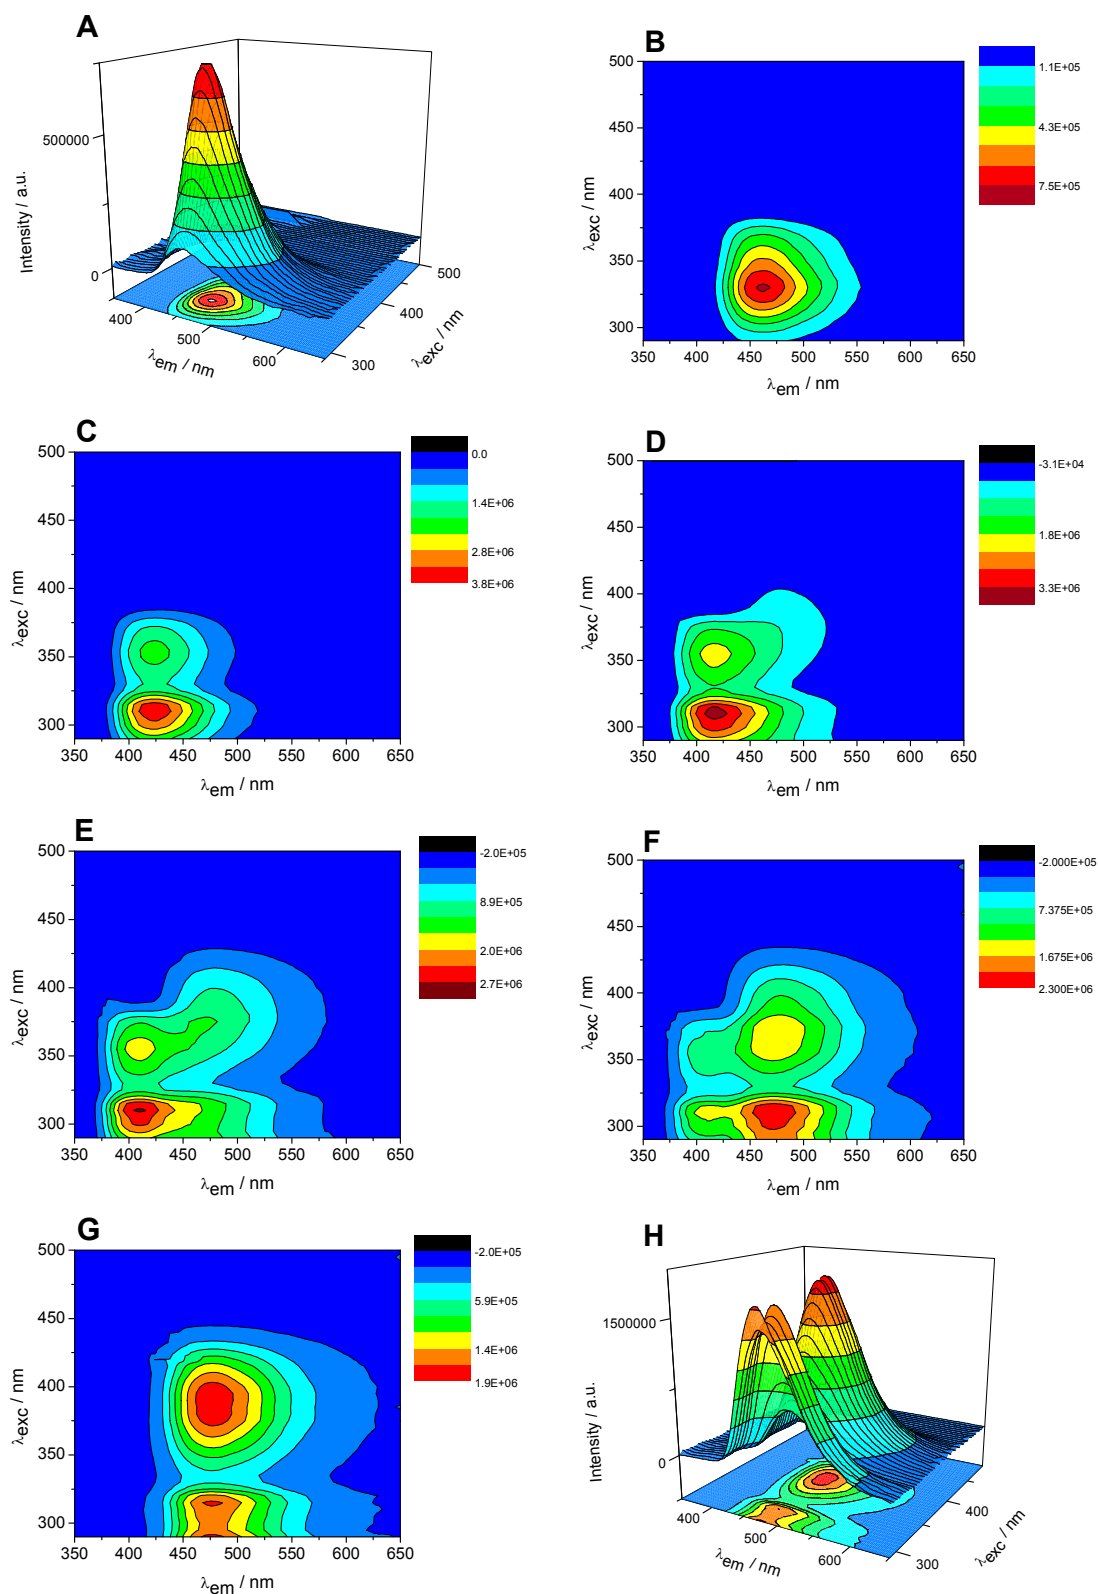 A
500000
0
Intensity / a.u.
400
500
600
λem / nm
300
400
500
λexc / nm
B
500
450
400
350
300
λexc / nm
350 400 450 500 550 600 650
λem / nm
1.1E+05
4.3E+05
7.5E+05
C
500
450
400
350
300
λexc / nm
350 400 450 500 550 600 650
λem / nm
0.0
1.4E+06
2.8E+06
3.8E+06
D
500
450
400
350
300
λexc / nm
350 400 450 500 550 600 650
λem / nm
-3.1E+04
1.8E+06
3.3E+06
E
500
450
400
350
300
λexc / nm
350 400 450 500 550 600 650
λem / nm
-2.0E+05
8.9E+05
2.0E+06
2.7E+06
F
500
450
400
350
300
λexc / nm
350 400 450 500 550 600 650
λem / nm
-2.000E+05
7.375E+05
1.675E+06
2.300E+06
G
500
450
400
350
300
λexc / nm
350 400 450 500 550 600 650
λem / nm
-2.0E+05
5.9E+05
1.4E+06
1.9E+06
H
1500000
0
Intensity / a.u.
400
500
600
λem / nm
300
400
λexc / nm